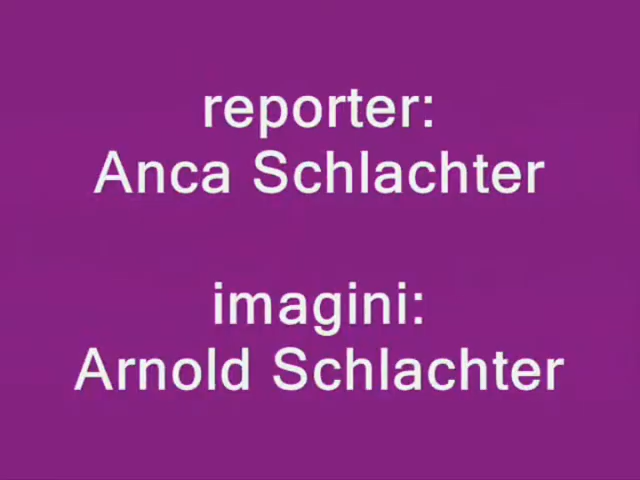 reporter:
Anca Schlachter
imagini:
Arnold Schlachter